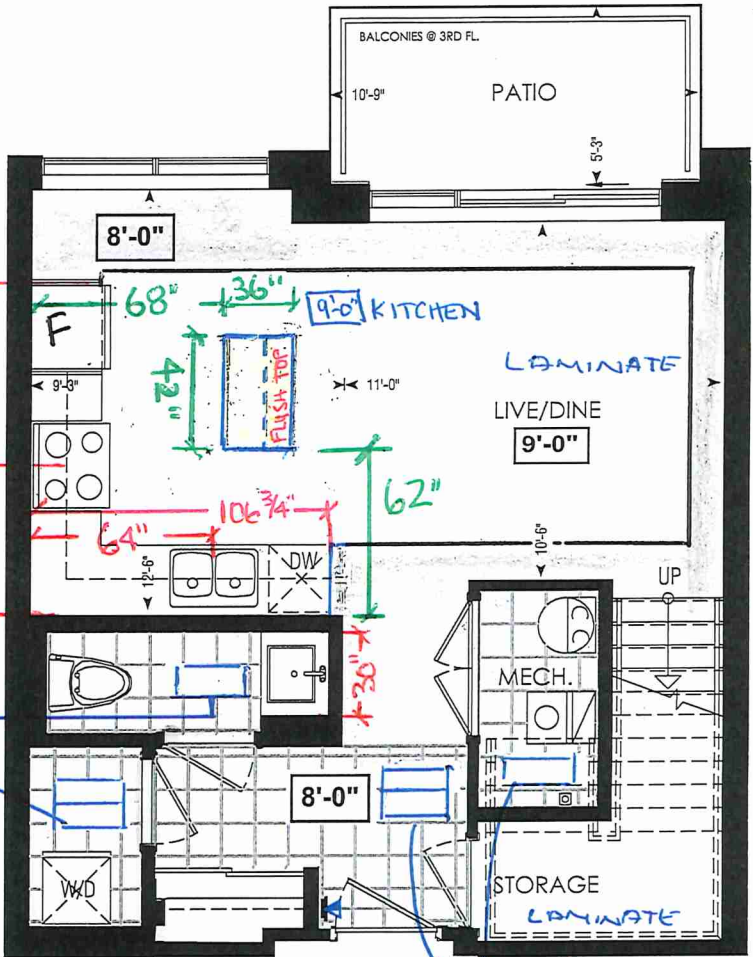 BALCONIES @ 3RD FL.
10'-9"
PATIO
5'-3"
8'-0"
68"
36"
9'-0" KITCHEN
F
LAMINATE
9'-3"
42"
FLUSH TOP
11'-0"
LIVE/DINE
9'-0"
106 3/4"
62"
64"
DW
12'-6"
10'-6"
UP
30"
MECH.
8'-0"
W/D
STORAGE
LAMINATE